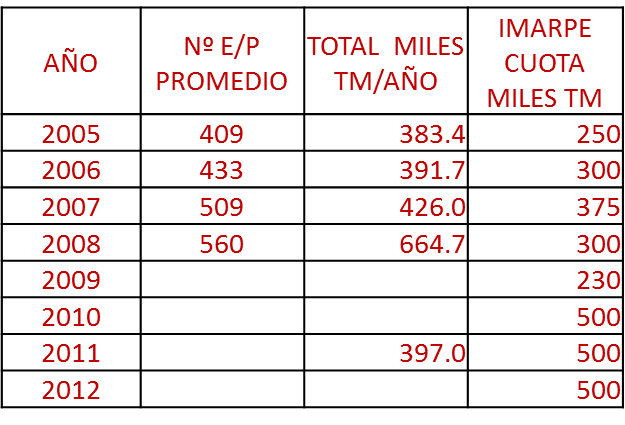 AÑO Nº E/P PROMEDIO TOTAL MILES TM/AÑO IMARPE CUOTA MILES TM
2005 409 383.4 250
2006 433 391.7 300
2007 509 426.0 375
2008 560 664.7 300
2009 230
2010 500
2011 397.0 500
2012 500